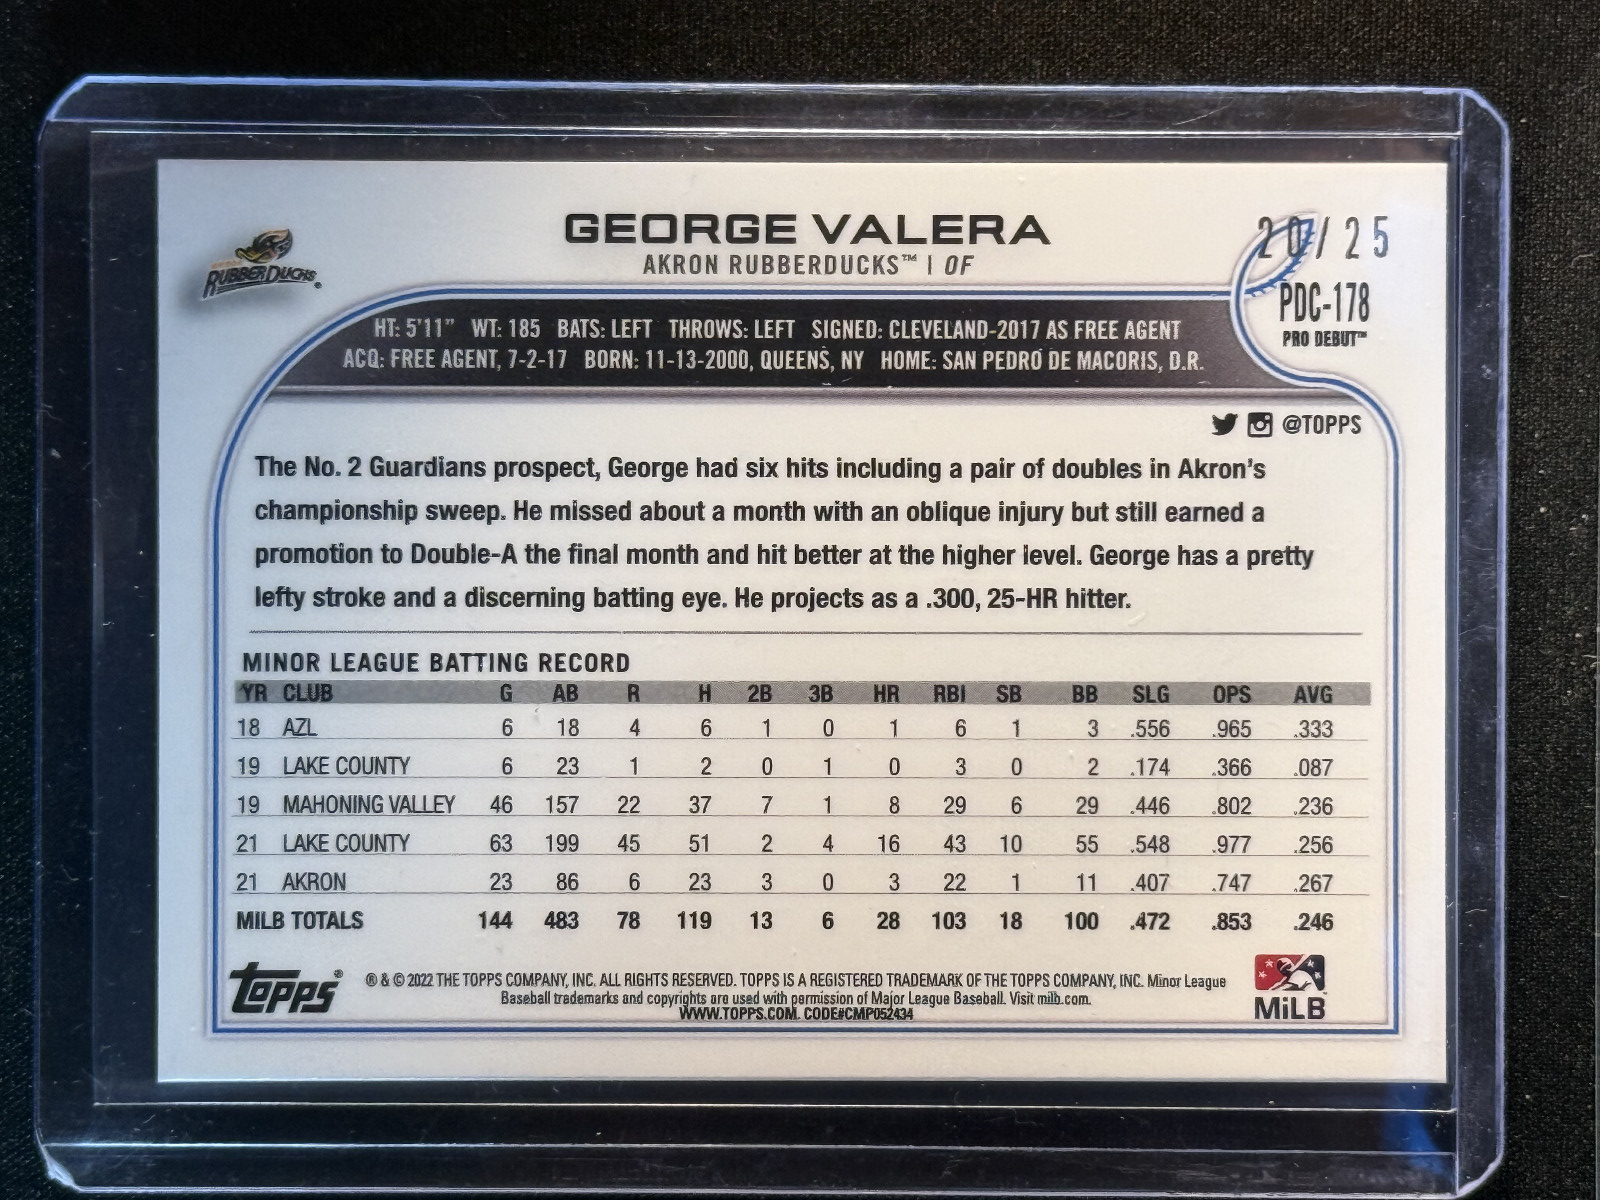 GEORGE VALERA
AKRON RUBBERDUCKS™ | OF
RUBBERDUCKS®
20/25
PDC-178
PRO DEBUT™
HT: 5'11" WT: 185 BATS: LEFT THROWS: LEFT SIGNED: CLEVELAND-2017 AS FREE AGENT
ACQ: FREE AGENT, 7-2-17 BORN: 11-13-2000, QUEENS, NY HOME: SAN PEDRO DE MACORIS, D.R.
@TOPPS
The No. 2 Guardians prospect, George had six hits including a pair of doubles in Akron's
championship sweep. He missed about a month with an oblique injury but still earned a
promotion to Double-A the final month and hit better at the higher level. George has a pretty
lefty stroke and a discerning batting eye. He projects as a .300, 25-HR hitter.
MINOR LEAGUE BATTING RECORD
YR CLUB G AB R H 2B 3B HR RBI SB BB SLG OPS AVG
18 AZL 6 18 4 6 1 0 1 6 1 3 .556 .965 .333
19 LAKE COUNTY 6 23 1 2 0 1 0 3 0 2 .174 .366 .087
19 MAHONING VALLEY 46 157 22 37 7 1 8 29 6 29 .446 .802 .236
21 LAKE COUNTY 63 199 45 51 2 4 16 43 10 55 .548 .977 .256
21 AKRON 23 86 6 23 3 0 3 22 1 11 .407 .747 .267
MILB TOTALS 144 483 78 119 13 6 28 103 18 100 .472 .853 .246
TOPPS®
® & © 2022 THE TOPPS COMPANY, INC. ALL RIGHTS RESERVED. TOPPS IS A REGISTERED TRADEMARK OF THE TOPPS COMPANY, INC. Minor League
Baseball trademarks and copyrights are used with permission of Major League Baseball. Visit milb.com.
WWW.TOPPS.COM. CODE#CMP052434
MiLB